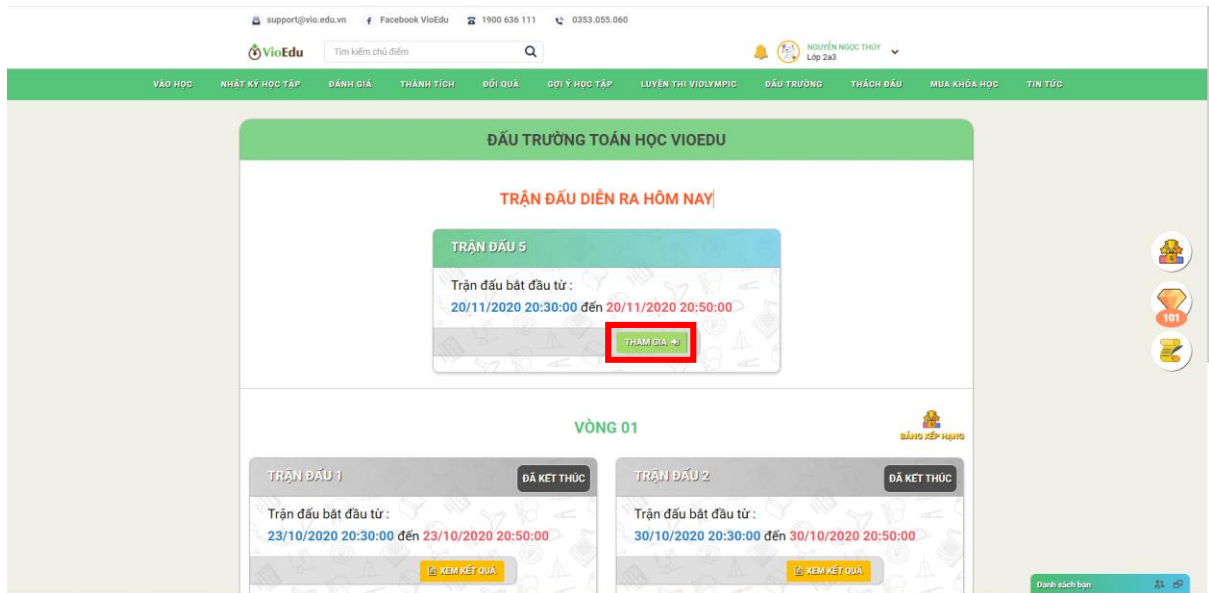 support@vio.edu.vn Facebook VioEdu 1900 636 111 0353.055.060
VioEdu Tìm kiếm chủ điểm NGUYỄN NGỌC THÚY
Lớp 2a3
VÀO HỌC NHẬT KÝ HỌC TẬP ĐÁNH GIÁ THÀNH TÍCH ĐỔI QUÀ GỢI Ý HỌC TẬP LUYỆN THI VIOLYMPIC ĐẤU TRƯỜNG THÁCH ĐẤU MUA KHÓA HỌC TIN TỨC
ĐẤU TRƯỜNG TOÁN HỌC VIOEDU
TRẬN ĐẤU DIỄN RA HÔM NAY
TRẬN ĐẤU 5
Trận đấu bắt đầu từ :
20/11/2020 20:30:00 đến 20/11/2020 20:50:00
THAM GIA
101
VÒNG 01
BẢNG XẾP HẠNG
TRẬN ĐẤU 1 ĐÃ KẾT THÚC TRẬN ĐẤU 2 ĐÃ KẾT THÚC
Trận đấu bắt đầu từ : Trận đấu bắt đầu từ :
23/10/2020 20:30:00 đến 23/10/2020 20:50:00 30/10/2020 20:30:00 đến 30/10/2020 20:50:00
XEM KẾT QUẢ XEM KẾT QUẢ
Danh sách bạn